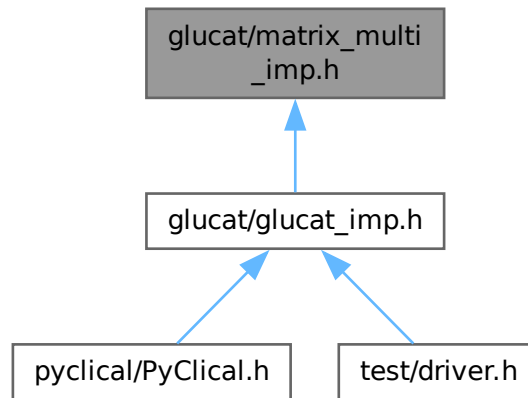 glucat/matrix_multi
_imp.h
glucat/glucat_imp.h
pyclical/PyClical.h
test/driver.h